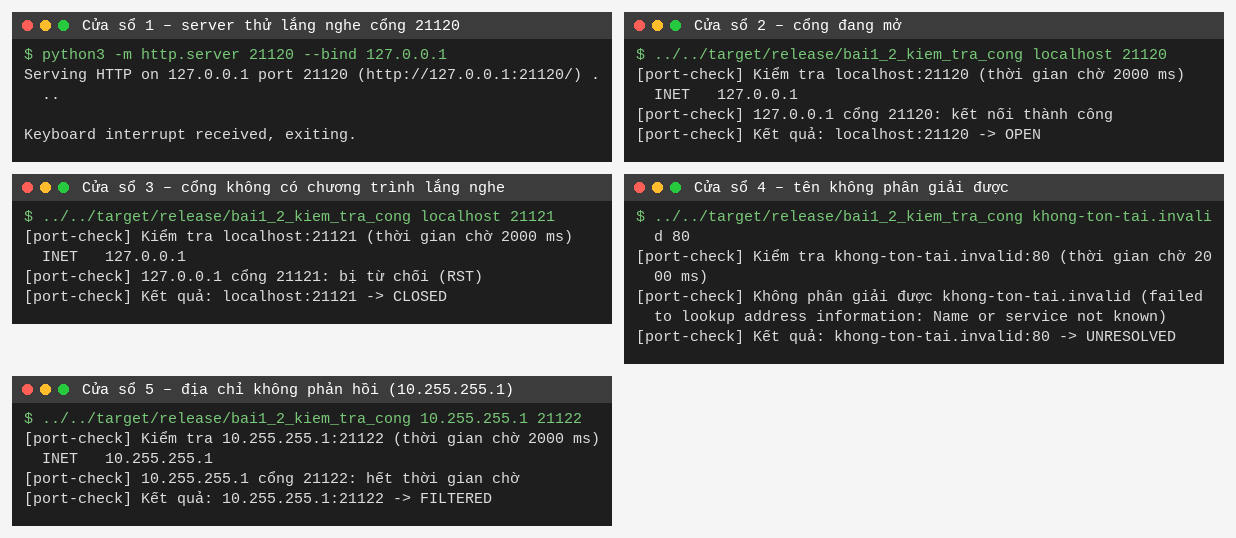 Cửa sổ 1 – server thử lắng nghe cổng 21120
$ python3 -m http.server 21120 --bind 127.0.0.1
Serving HTTP on 127.0.0.1 port 21120 (http://127.0.0.1:21120/) .
..
Keyboard interrupt received, exiting.
Cửa sổ 2 – cổng đang mở
$ ../../target/release/bai1_2_kiem_tra_cong localhost 21120
[port-check] Kiểm tra localhost:21120 (thời gian chờ 2000 ms)
INET   127.0.0.1
[port-check] 127.0.0.1 cổng 21120: kết nối thành công
[port-check] Kết quả: localhost:21120 -> OPEN
Cửa sổ 3 – cổng không có chương trình lắng nghe
$ ../../target/release/bai1_2_kiem_tra_cong localhost 21121
[port-check] Kiểm tra localhost:21121 (thời gian chờ 2000 ms)
INET   127.0.0.1
[port-check] 127.0.0.1 cổng 21121: bị từ chối (RST)
[port-check] Kết quả: localhost:21121 -> CLOSED
Cửa sổ 4 – tên không phân giải được
$ ../../target/release/bai1_2_kiem_tra_cong khong-ton-tai.invali
d 80
[port-check] Kiểm tra khong-ton-tai.invalid:80 (thời gian chờ 20
00 ms)
[port-check] Không phân giải được khong-ton-tai.invalid (failed
to lookup address information: Name or service not known)
[port-check] Kết quả: khong-ton-tai.invalid:80 -> UNRESOLVED
Cửa sổ 5 – địa chỉ không phản hồi (10.255.255.1)
$ ../../target/release/bai1_2_kiem_tra_cong 10.255.255.1 21122
[port-check] Kiểm tra 10.255.255.1:21122 (thời gian chờ 2000 ms)
INET   10.255.255.1
[port-check] 10.255.255.1 cổng 21122: hết thời gian chờ
[port-check] Kết quả: 10.255.255.1:21122 -> FILTERED